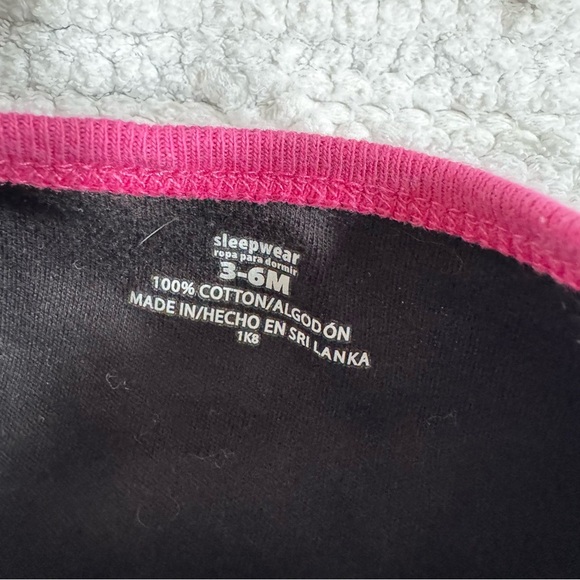 sleepwear
ropa para dormir
3-6M
100% COTTON/ALGODÓN
MADE IN/HECHO EN SRI LANKA
1K8